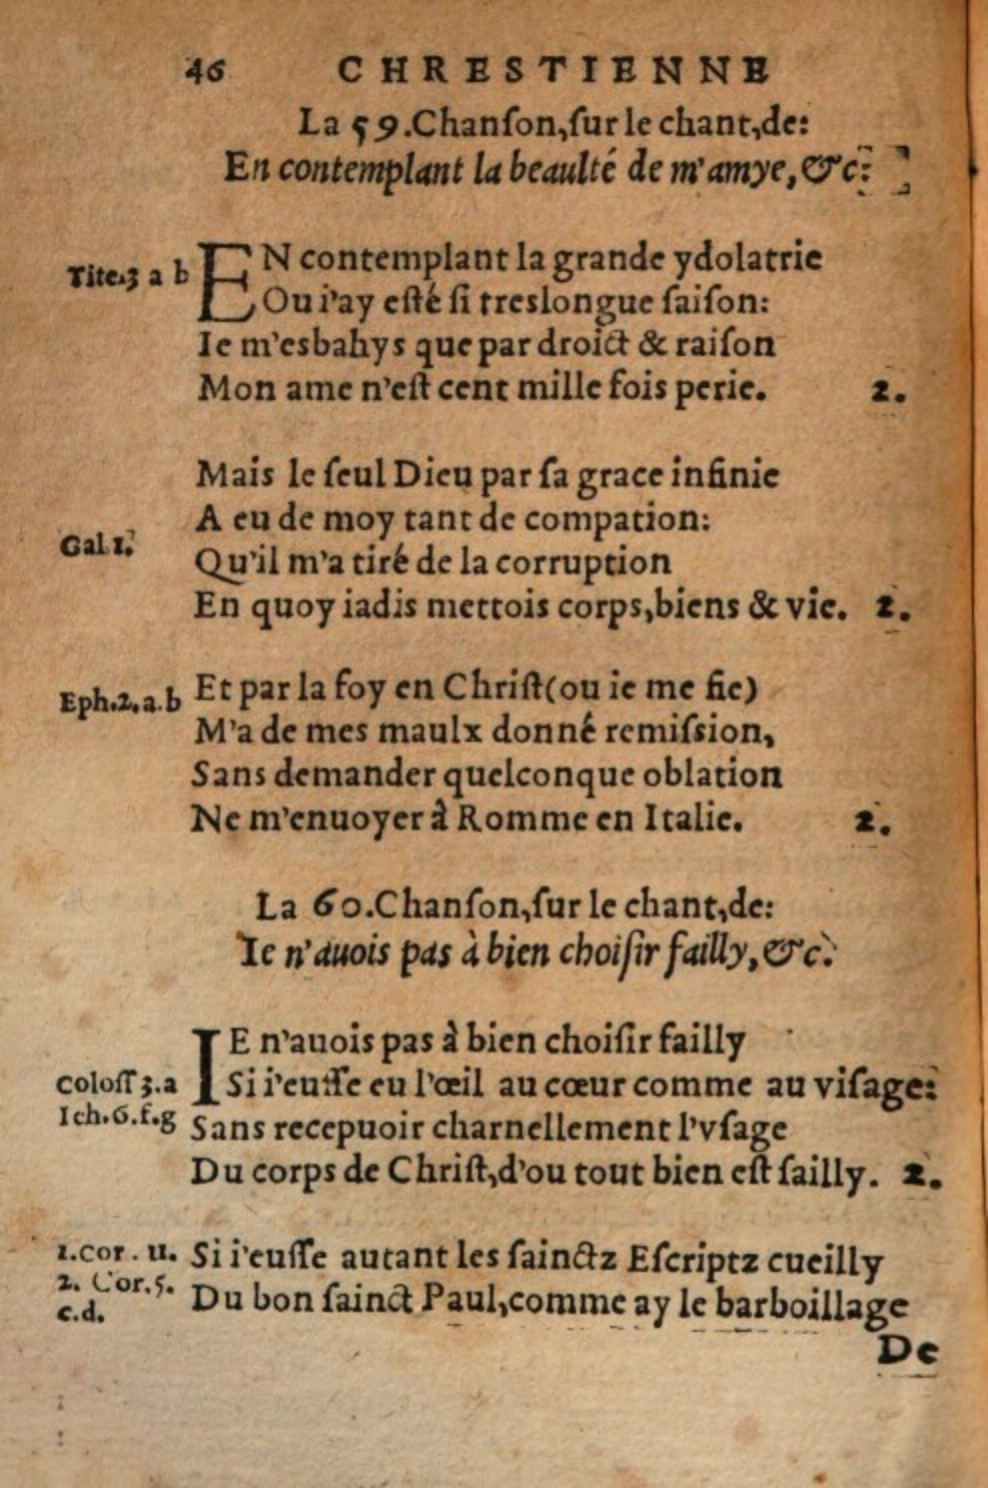 46 CHRESTIENNE
La 59.Chanſon,ſur le chant,de:
En contemplant la beaulté de m'amye,&c:
Tite.3 a b
EN contemplant la grande ydolatrie
Ou i'ay eſté ſi treslongue ſaiſon:
Ie m'esbahys que par droict & raiſon
Mon ame n'eſt cent mille fois perie. 2.
Mais le ſeul Dieu par ſa grace infinie
A eu de moy tant de compation:
Gal.1.
Qu'il m'a tiré de la corruption
En quoy iadis mettois corps,biens & vie. 2.
Eph.2.a.b
Et par la foy en Chriſt(ou ie me fie)
M'a de mes maulx donné remiſsion,
Sans demander quelconque oblation
Ne m'enuoyer à Romme en Italie. 2.
La 60.Chanſon,ſur le chant,de:
Ie n'auois pas à bien choiſir failly,&c.
IE n'auois pas à bien choiſir failly
Coloſſ 3.a
Si i'euſſe eu l'œil au cœur comme au viſage:
Ieh.6.f.g
Sans recepuoir charnellement l'vſage
Du corps de Chriſt,d'ou tout bien eſt ſailly. 2.
1.cor. 11.
Si i'euſſe autant les ſainctz Eſcriptz cueilly
2. Cor.5.
c.d.
Du bon ſainct Paul,comme ay le barboillage
De